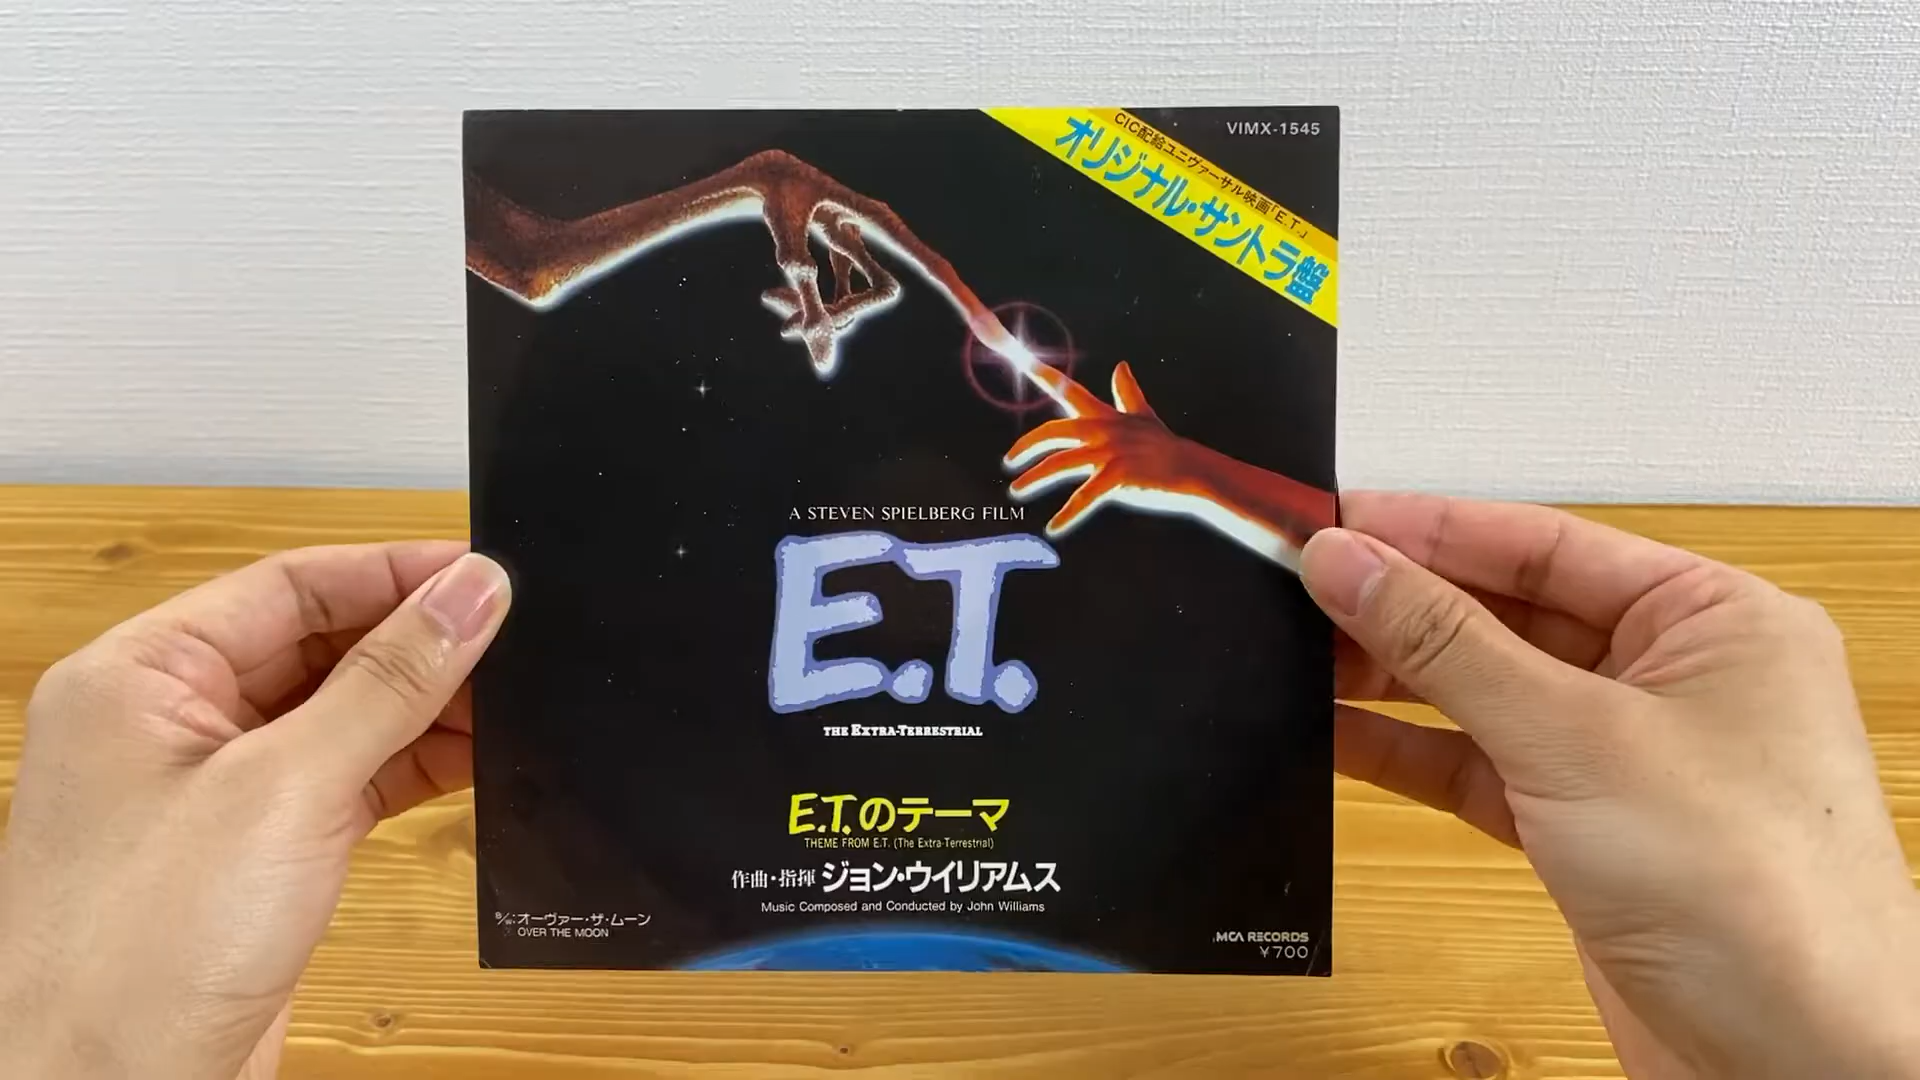 VIMX-1545
CIC配給ユニヴァーサル映画「E.T.」
オリジナル・サントラ盤
A STEVEN SPIELBERG FILM
E.T.
THE EXTRA-TERRESTRIAL
E.T.のテーマ
THEME FROM E.T. (The Extra-Terrestrial)
作曲・指揮 ジョン・ウイリアムス
Music Composed and Conducted by John Williams
B/W:オーヴァー・ザ・ムーン
OVER THE MOON
MCA RECORDS
¥700